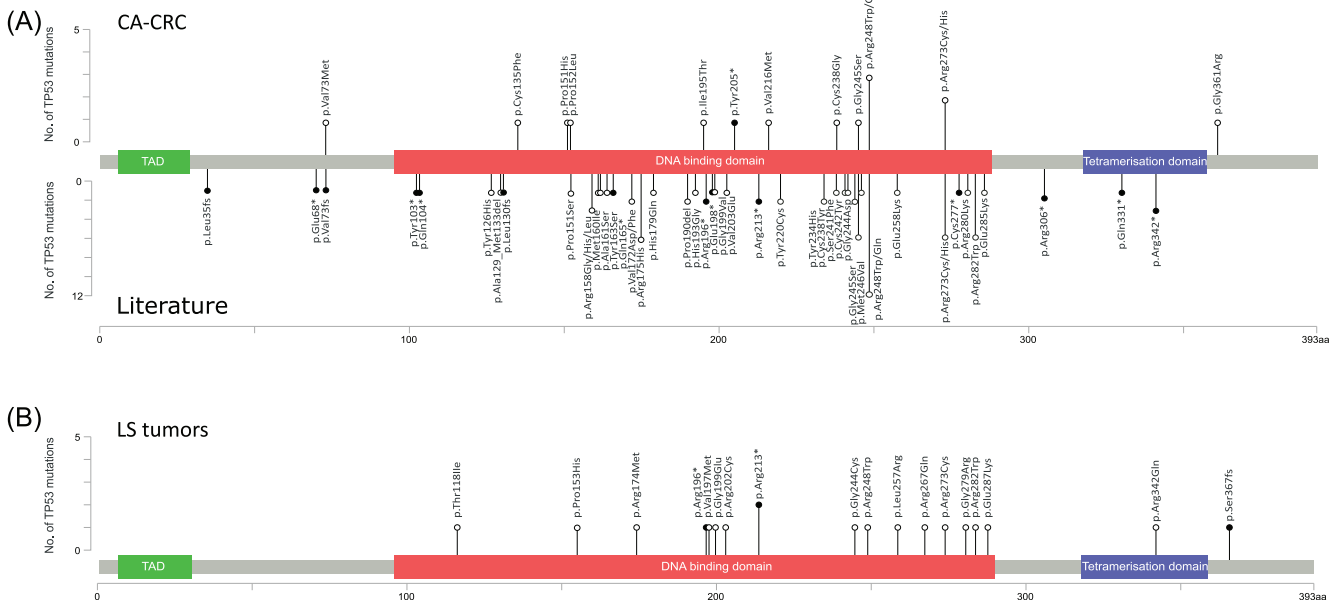 (A)
CA-CRC
No. of TP53 mutations
5
0
p.Val73Met
p.Cys135Phe
p.Pro151His
p.Pro152Leu
p.Ile195Thr
p.Tyr205*
p.Val216Met
p.Cys238Gly
p.Gly245Ser
p.Arg248Trp/
p.Arg273Cys/His
p.Gly361Arg
TAD
DNA binding domain
Tetramerisation domain
No. of TP53 mutations
0
12
p.Leu35fs
p.Glu68*
p.Val73fs
p.Tyr103*
p.Gln104*
p.Tyr126His
p.Ala129_Met133del
p.Leu130fs
p.Pro151Ser
p.Arg158Gly/His/Leu
p.Met160Ile
p.Ala161Ser
p.Tyr163Ser
p.Gln165*
p.Val172Asp/Phe
p.Arg175His
p.His179Gln
p.Pro190del
p.His193Gly
p.Arg196*
p.Glu198*
p.Gly199Val
p.Val203Glu
p.Arg213*
p.Tyr220Cys
p.Tyr234His
p.Cys238Tyr
p.Ser241Phe
p.Cys242Tyr
p.Gly244Asp
p.Gly245Ser
p.Met246Val
p.Arg248Trp/Gln
p.Glu258Lys
p.Arg273Cys/His
p.Cys277*
p.Arg280Lys
p.Arg282Trp
p.Glu285Lys
p.Arg306*
p.Gln331*
p.Arg342*
Literature
0
100
200
300
393aa
(B)
LS tumors
No. of TP53 mutations
5
0
p.Thr118Ile
p.Pro153His
p.Arg174Met
p.Arg196*
p.Val197Met
p.Gly199Glu
p.Arg202Cys
p.Arg213*
p.Gly244Cys
p.Arg248Trp
p.Leu257Arg
p.Arg267Gln
p.Arg273Cys
p.Gly279Arg
p.Arg282Trp
p.Glu287Lys
p.Arg342Gln
p.Ser367fs
TAD
DNA binding domain
Tetramerisation domain
0
100
200
300
393aa